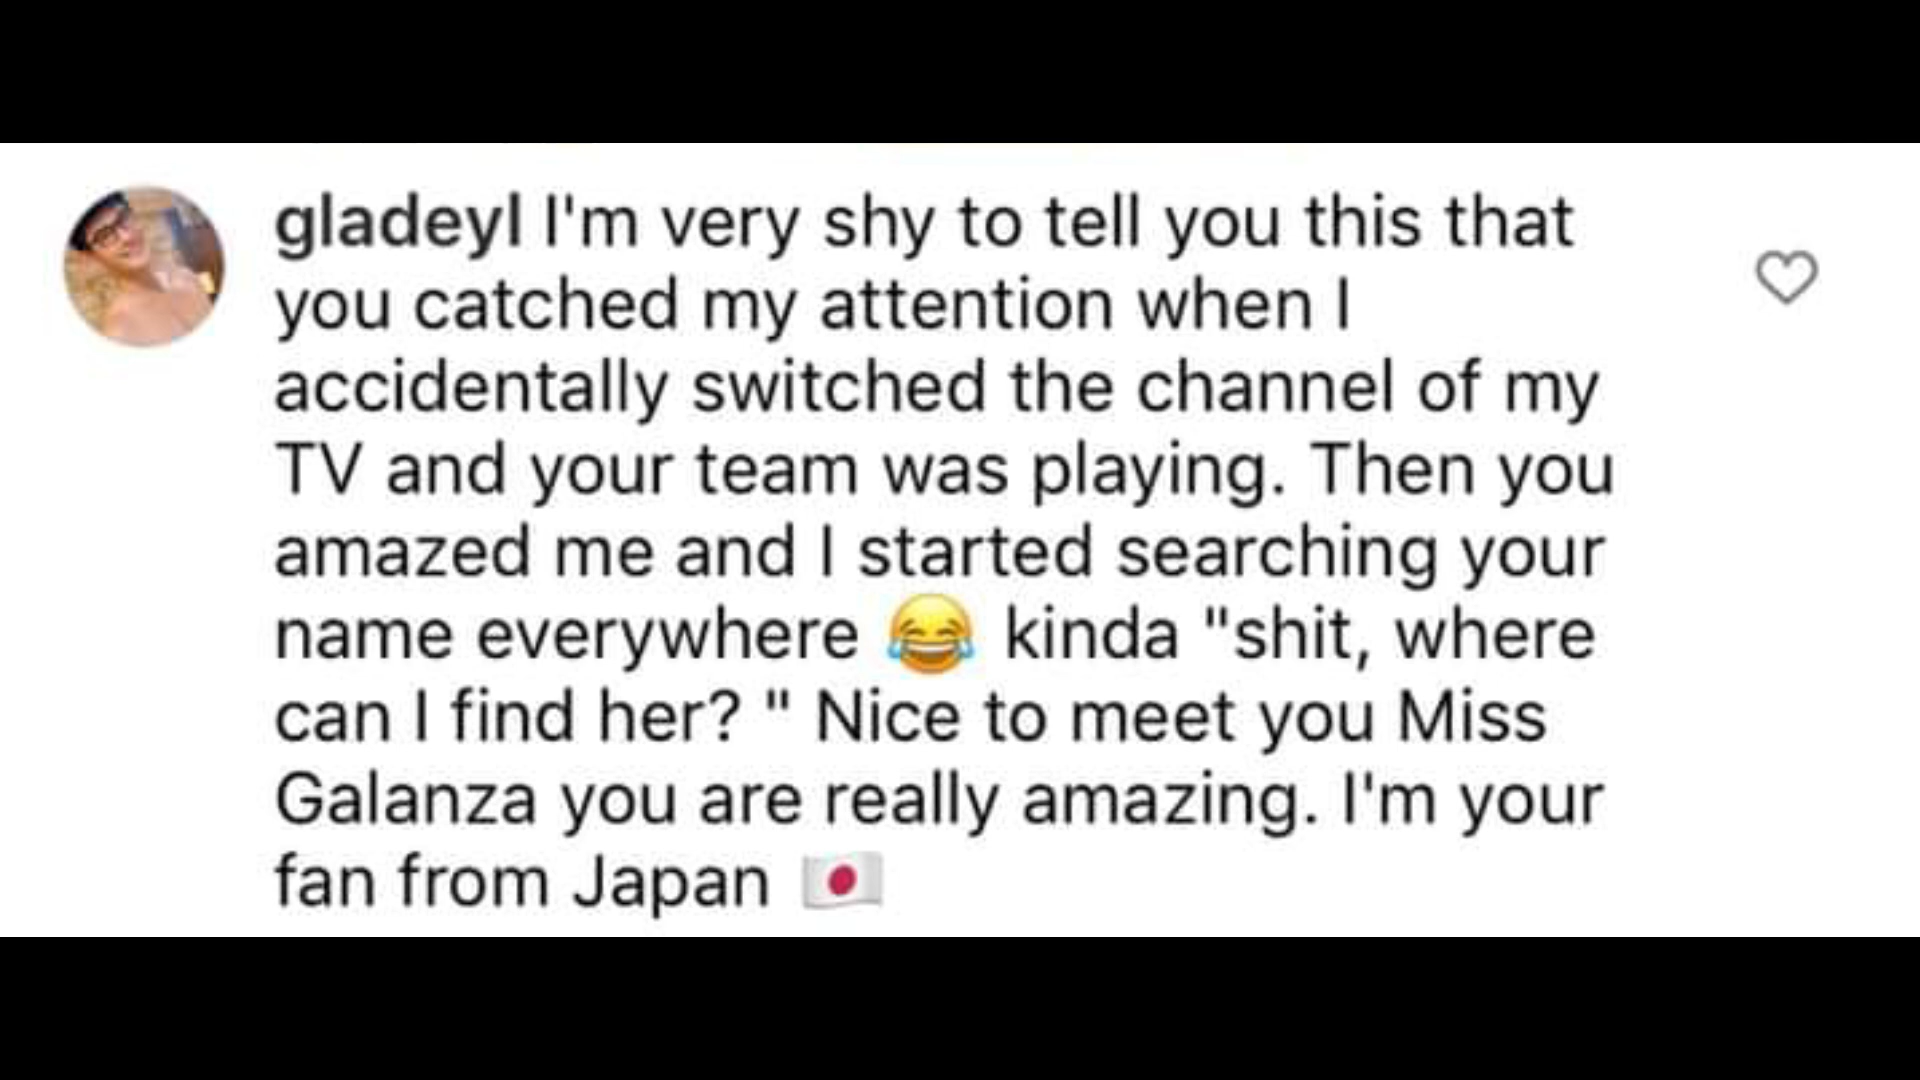 gladeyl I'm very shy to tell you this that
you catched my attention when I
accidentally switched the channel of my
TV and your team was playing. Then you
amazed me and I started searching your
name everywhere 😂 kinda "shit, where
can I find her? " Nice to meet you Miss
Galanza you are really amazing. I'm your
fan from Japan 🇯🇵